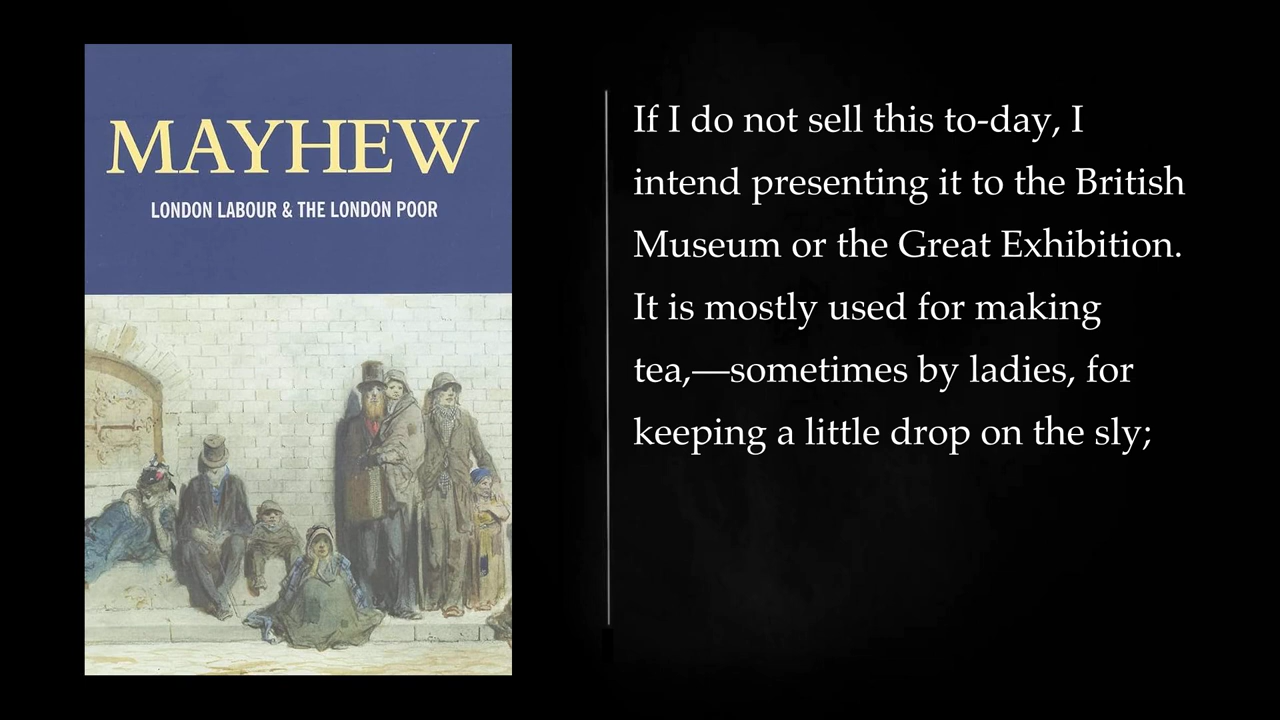 MAYHEW
LONDON LABOUR & THE LONDON POOR
If I do not sell this to-day, I
intend presenting it to the British
Museum or the Great Exhibition.
It is mostly used for making
tea,—sometimes by ladies, for
keeping a little drop on the sly;